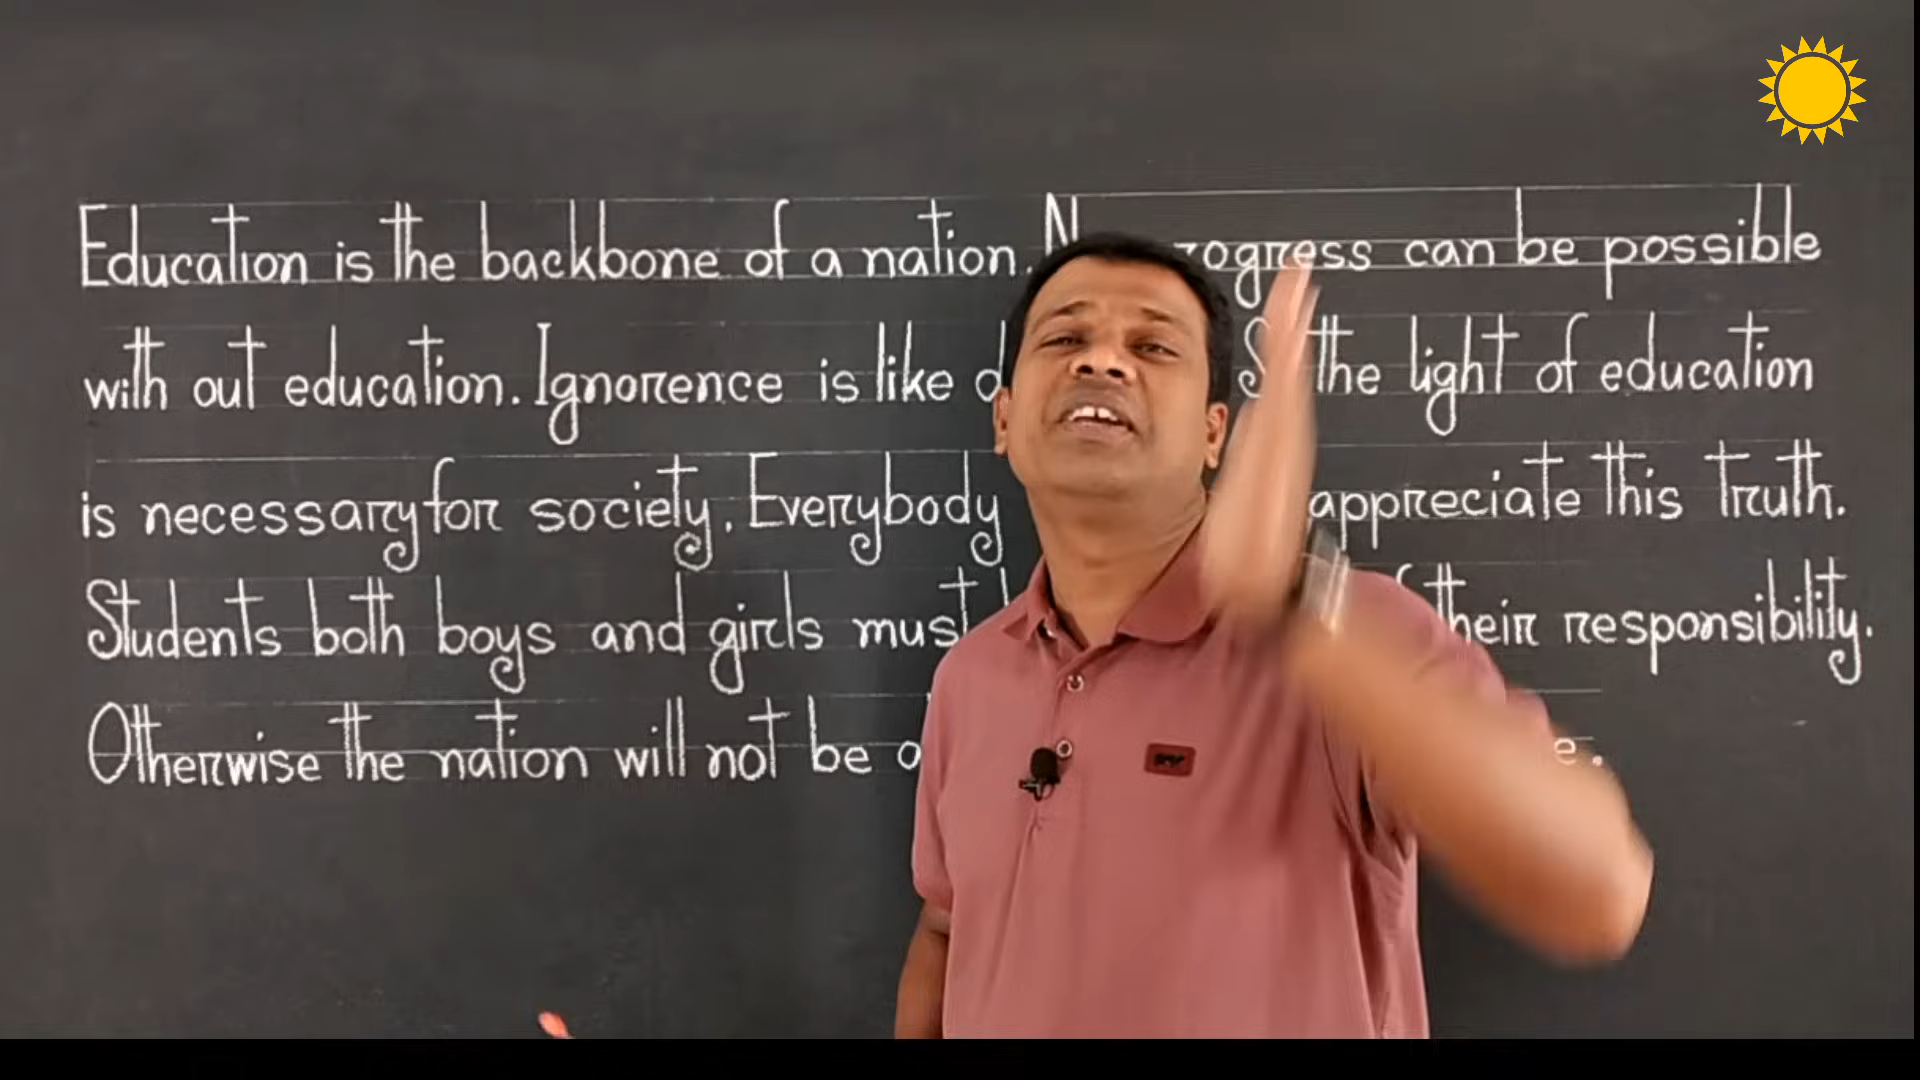 Education is the backbone of a nation. can be possible
with out education. Ignorence is like the light of education
is necessary for society. Everybody appreciate this truth.
Students both boys and girls must their responsibility.
Otherwise the nation will not be